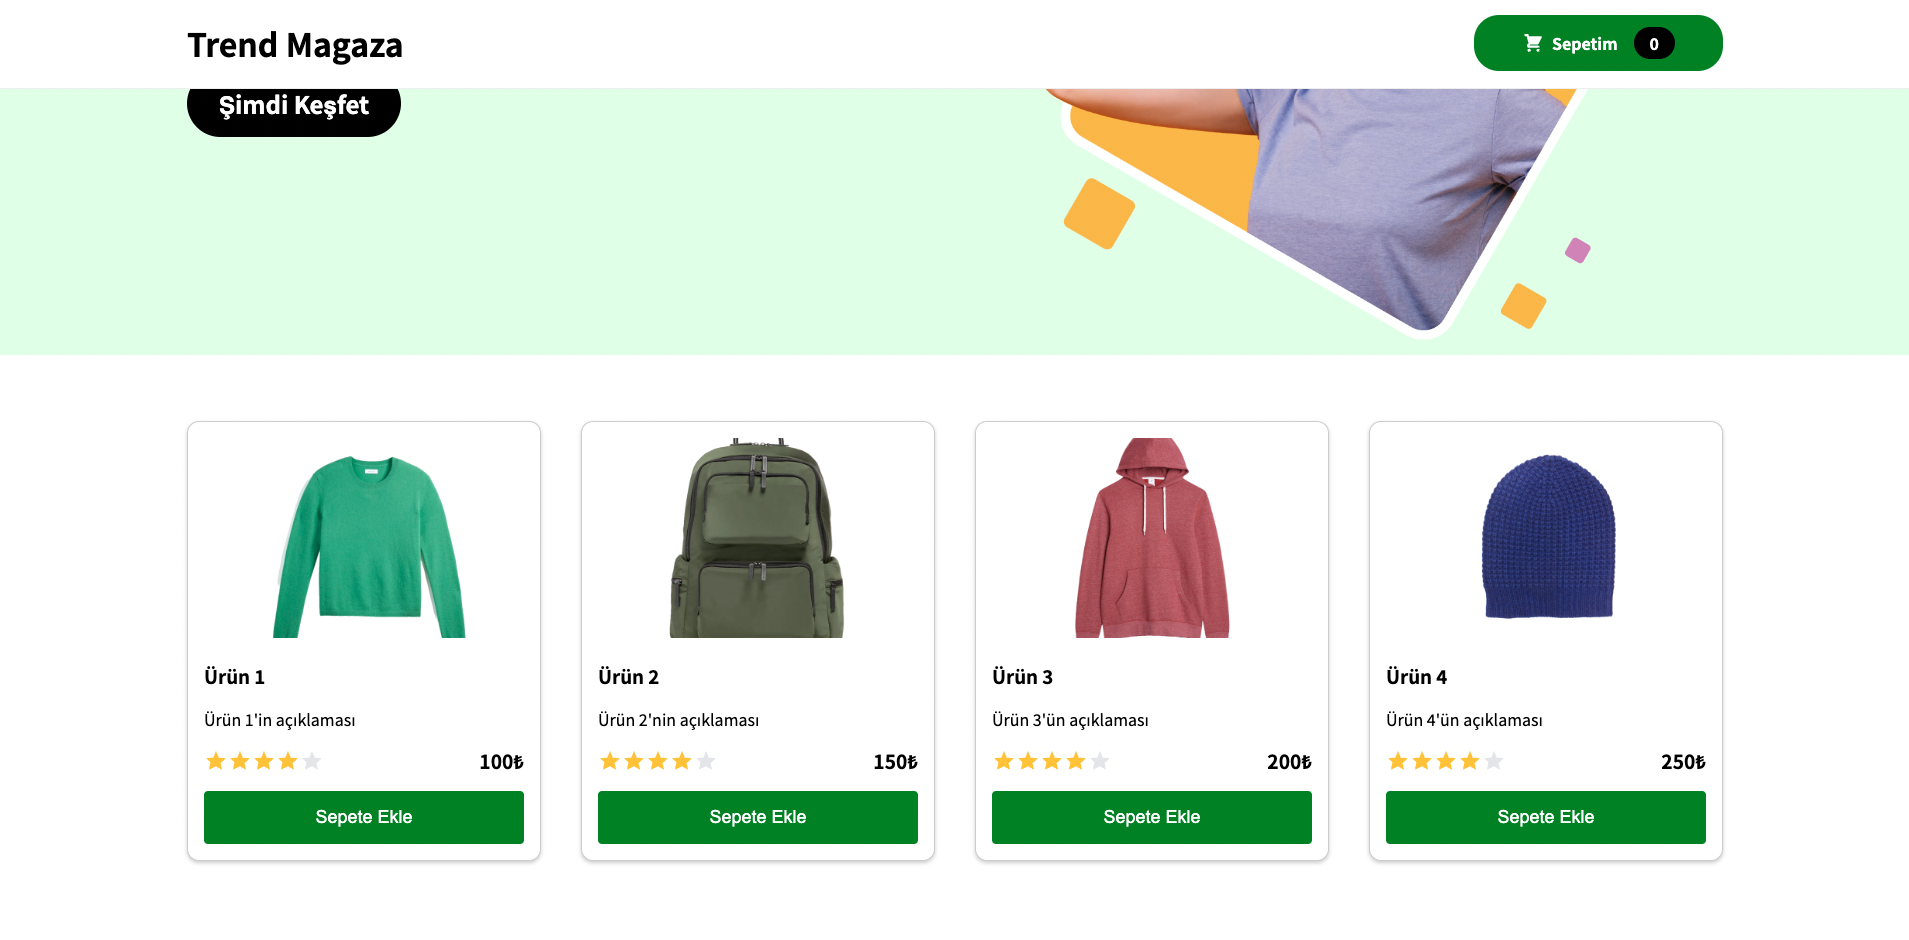 Trend Magaza
Sepetim 0
Şimdi Keşfet
Ürün 1
Ürün 1'in açıklaması
100₺
Sepete Ekle
Ürün 2
Ürün 2'nin açıklaması
150₺
Sepete Ekle
Ürün 3
Ürün 3'ün açıklaması
200₺
Sepete Ekle
Ürün 4
Ürün 4'ün açıklaması
250₺
Sepete Ekle